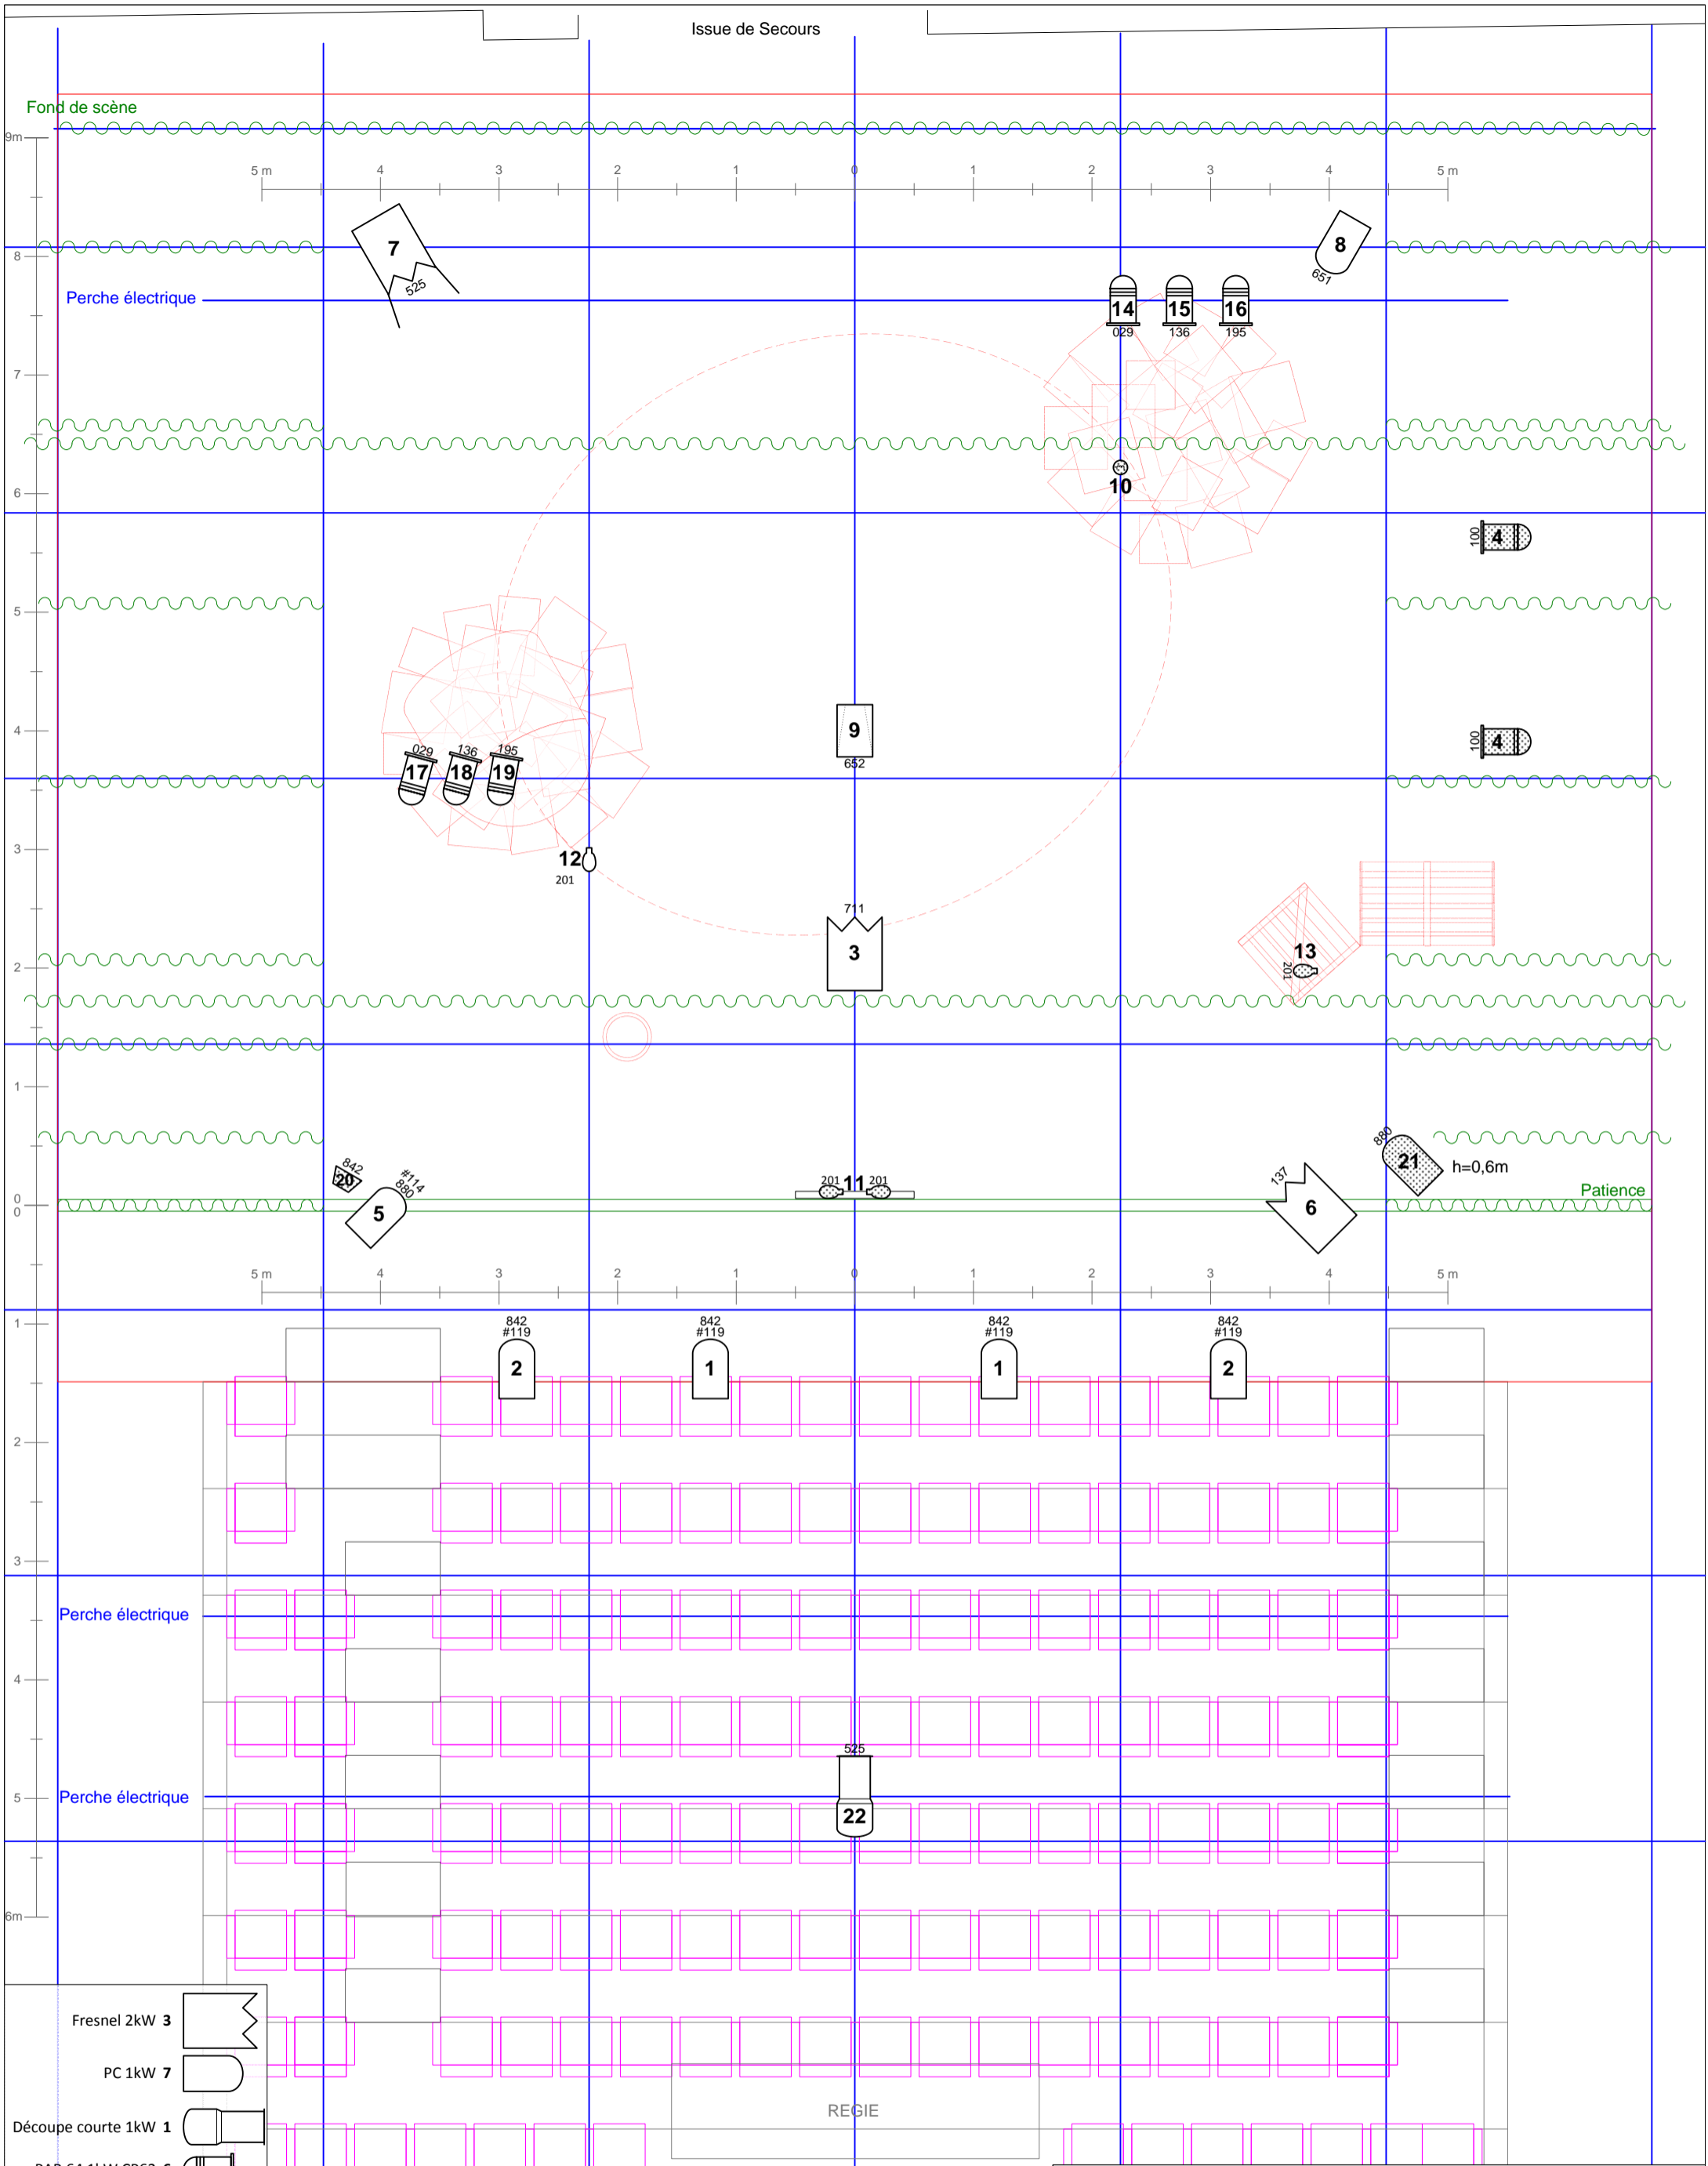 Issue de Secours
Fond de scène
9m
5 m 4 3 2 1 0 1 2 3 4 5 m
7
525
8
651
8
Perche électrique
14 15 16
029 136 195
7
6
10
100 4
5
029 136 195
17 18 19
4
9
652
100 4
3
12
201
711
3
13
201
2
1
842
20
#114
880
5
201 11 201
137
6
880
21
h=0,6m
Patience
0
0
5 m 4 3 2 1 0 1 2 3 4 5 m
1
842 842 842 842
#119 #119 #119 #119
2 1 1 2
2
3
Perche électrique
4
525
Perche électrique
5
22
6m
Fresnel 2kW 3
PC 1kW 7
REGIE
Découpe courte 1kW 1